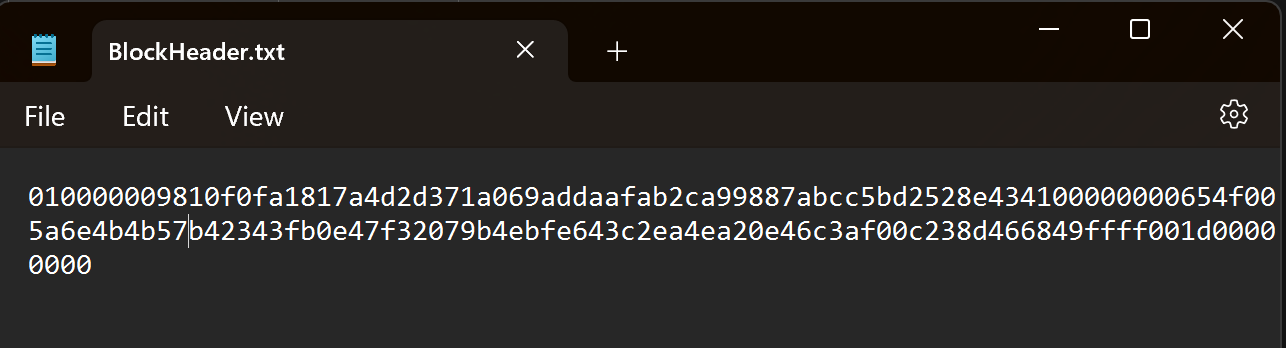 BlockHeader.txt
File Edit View
010000009810f0fa1817a4d2d371a069addaafab2ca99887abcc5bd2528e434100000000654f00
5a6e4b4b57b42343fb0e47f32079b4ebfe643c2ea4ea20e46c3af00c238d466849ffff001d0000
0000